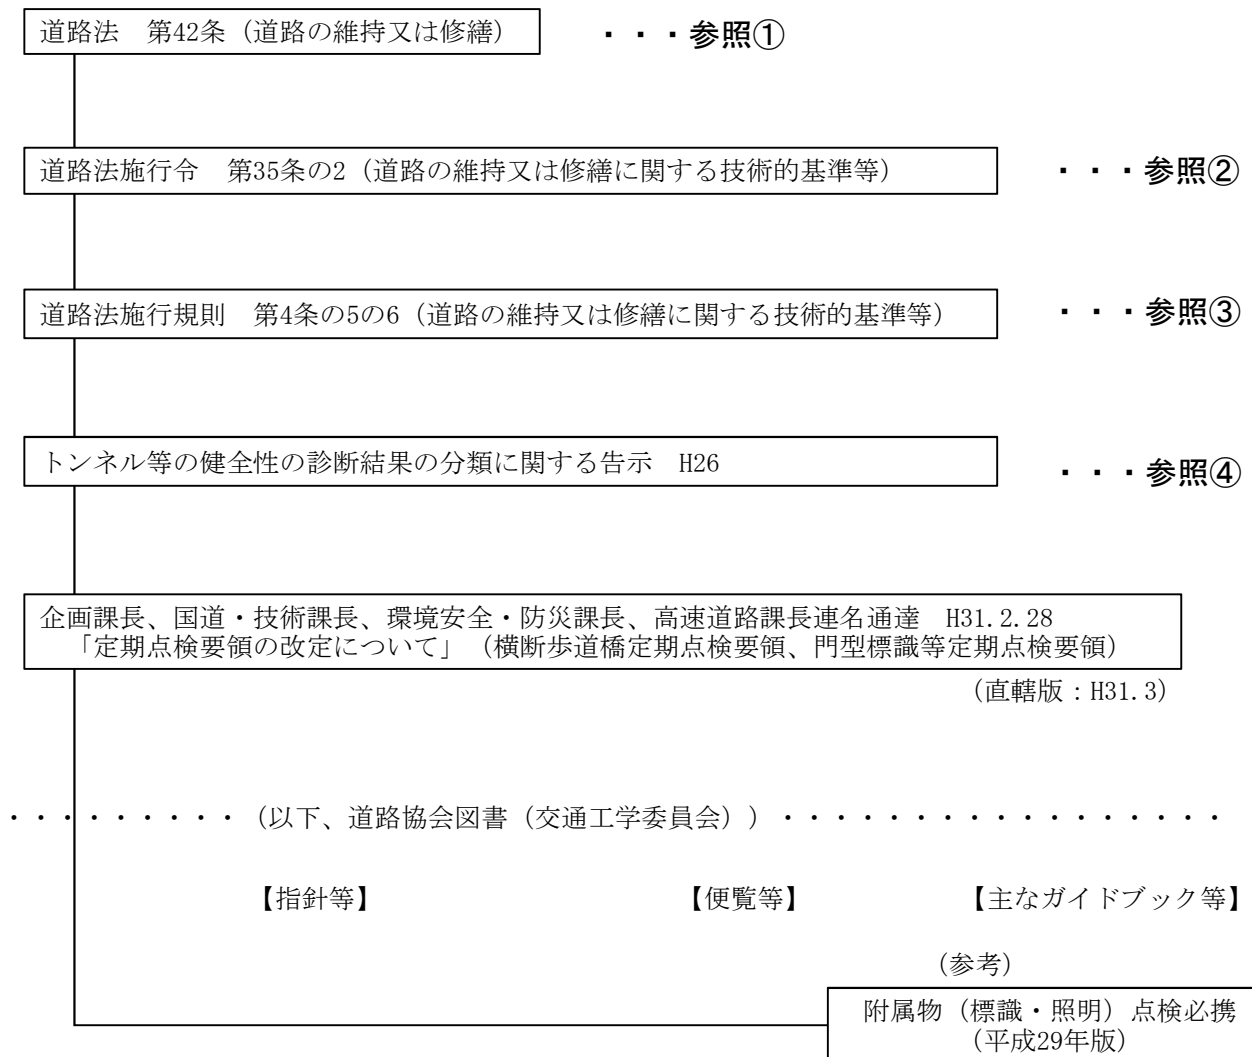 道路法　第42条（道路の維持又は修繕）　・・・参照①
道路法施行令　第35条の2（道路の維持又は修繕に関する技術的基準等）　・・・参照②
道路法施行規則　第4条の5の6（道路の維持又は修繕に関する技術的基準等）　・・・参照③
トンネル等の健全性の診断結果の分類に関する告示　H26　・・・参照④
企画課長、国道・技術課長、環境安全・防災課長、高速道路課長連名通達　H31.2.28
「定期点検要領の改定について」（横断歩道橋定期点検要領、門型標識等定期点検要領）
（直轄版：H31.3）
・・・・・・・・・（以下、道路協会図書（交通工学委員会））・・・・・・・・・・・・・・・・・
【指針等】　【便覧等】　【主なガイドブック等】
（参考）
附属物（標識・照明）点検必携
（平成29年版）